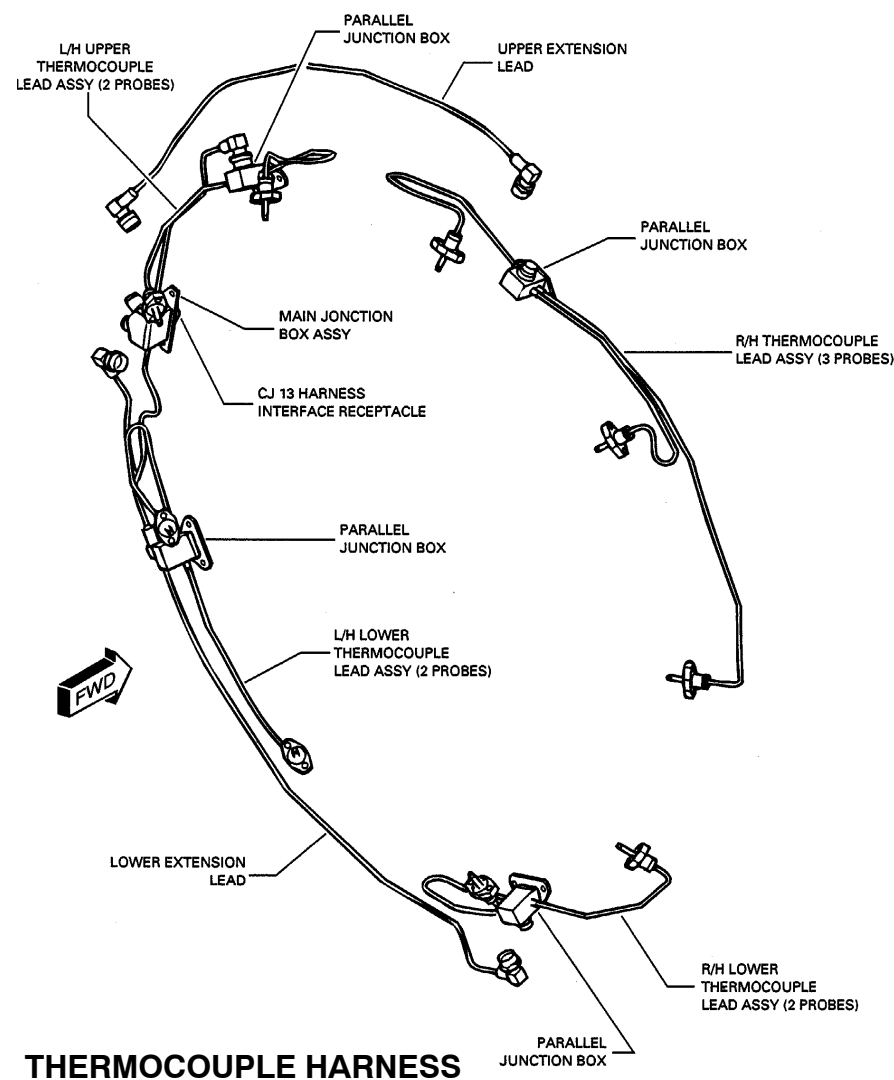 PARALLEL
JUNCTION BOX
L/H UPPER
THERMOCOUPLE
LEAD ASSY (2 PROBES)
UPPER EXTENSION
LEAD
PARALLEL
JUNCTION BOX
MAIN JONCTION
BOX ASSY
R/H THERMOCOUPLE
LEAD ASSY (3 PROBES)
CJ 13 HARNESS
INTERFACE RECEPTACLE
PARALLEL
JUNCTION BOX
L/H LOWER
THERMOCOUPLE
LEAD ASSY (2 PROBES)
FWD
LOWER EXTENSION
LEAD
R/H LOWER
THERMOCOUPLE
LEAD ASSY (2 PROBES)
PARALLEL
JUNCTION BOX
THERMOCOUPLE HARNESS